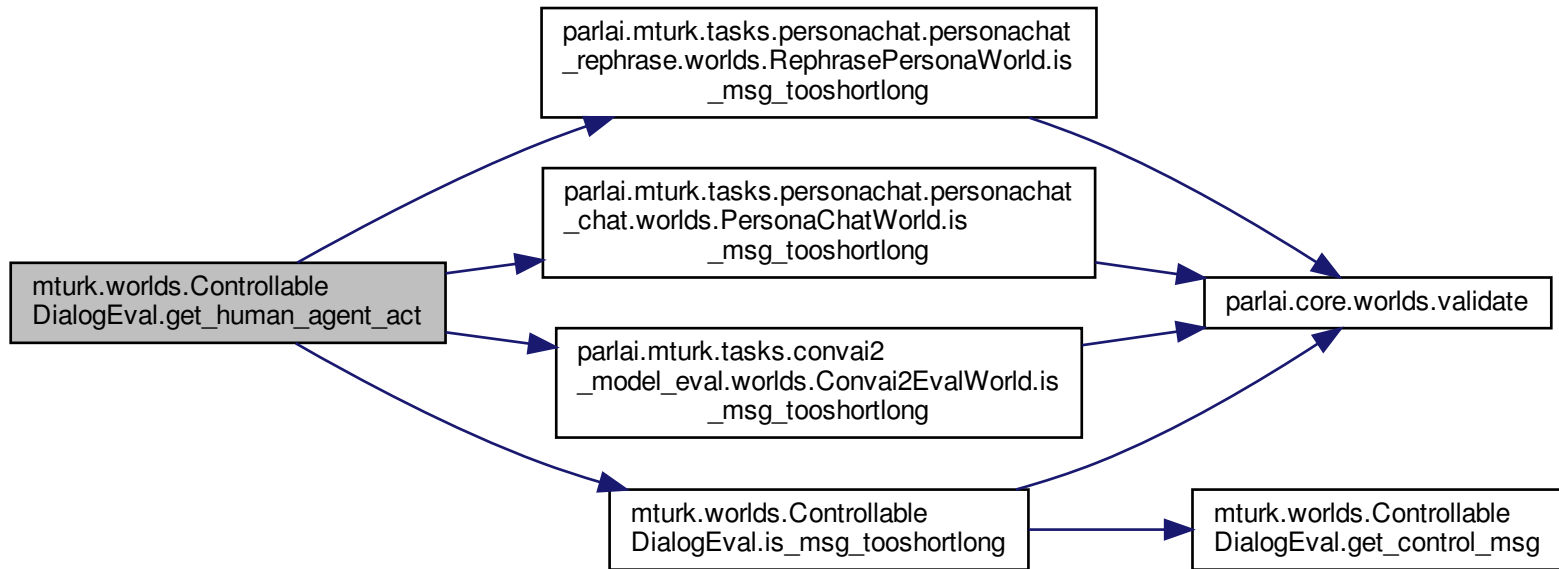 parlai.mturk.tasks.personachat.personachat
_rephrase.worlds.RephrasePersonaWorld.is
_msg_tooshortlong
parlai.mturk.tasks.personachat.personachat
_chat.worlds.PersonaChatWorld.is
_msg_tooshortlong
mturk.worlds.Controllable
DialogEval.get_human_agent_act
parlai.core.worlds.validate
parlai.mturk.tasks.convai2
_model_eval.worlds.Convai2EvalWorld.is
_msg_tooshortlong
mturk.worlds.Controllable
DialogEval.is_msg_tooshortlong
mturk.worlds.Controllable
DialogEval.get_control_msg